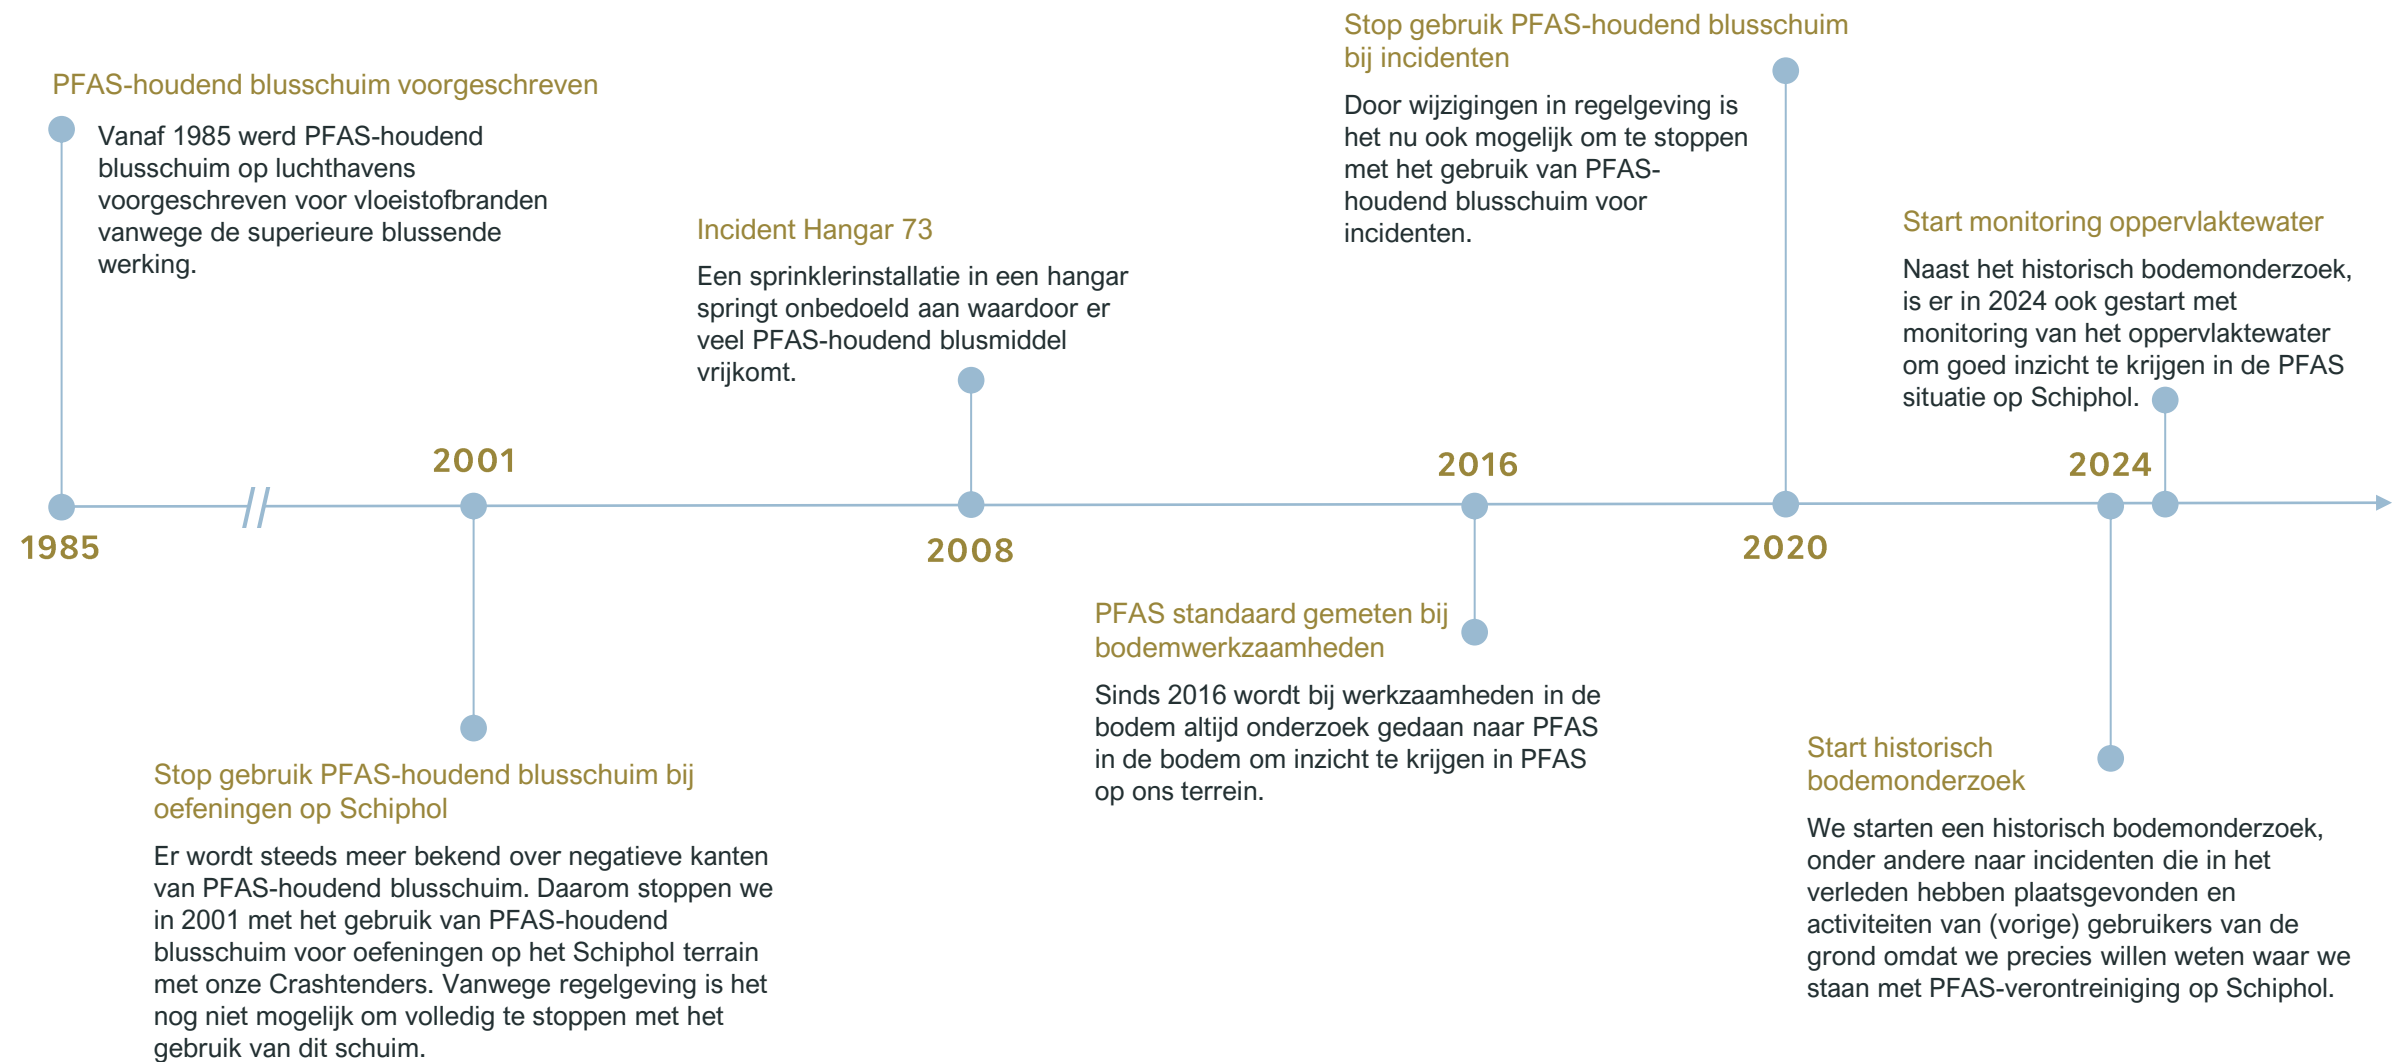 PFAS-houdend blusschuim voorgeschreven
Vanaf 1985 werd PFAS-houdend
blusschuim op luchthavens
voorgeschreven voor vloeistofbranden
vanwege de superieure blussende
werking.
1985
2001
Stop gebruik PFAS-houdend blusschuim bij
oefeningen op Schiphol
Er wordt steeds meer bekend over negatieve kanten
van PFAS-houdend blusschuim. Daarom stoppen we
in 2001 met het gebruik van PFAS-houdend
blusschuim voor oefeningen op het Schiphol terrain
met onze Crashtenders. Vanwege regelgeving is het
nog niet mogelijk om volledig te stoppen met het
gebruik van dit schuim.
Incident Hangar 73
Een sprinklerinstallatie in een hangar
springt onbedoeld aan waardoor er
veel PFAS-houdend blusmiddel
vrijkomt.
2008
2016
PFAS standaard gemeten bij
bodemwerkzaamheden
Sinds 2016 wordt bij werkzaamheden in de
bodem altijd onderzoek gedaan naar PFAS
in de bodem om inzicht te krijgen in PFAS
op ons terrein.
Stop gebruik PFAS-houdend blusschuim
bij incidenten
Door wijzigingen in regelgeving is
het nu ook mogelijk om te stoppen
met het gebruik van PFAS-
houdend blusschuim voor
incidenten.
2020
Start monitoring oppervlaktewater
Naast het historisch bodemonderzoek,
is er in 2024 ook gestart met
monitoring van het oppervlaktewater
om goed inzicht te krijgen in de PFAS
situatie op Schiphol.
2024
Start historisch
bodemonderzoek
We starten een historisch bodemonderzoek,
onder andere naar incidenten die in het
verleden hebben plaatsgevonden en
activiteiten van (vorige) gebruikers van de
grond omdat we precies willen weten waar we
staan met PFAS-verontreiniging op Schiphol.